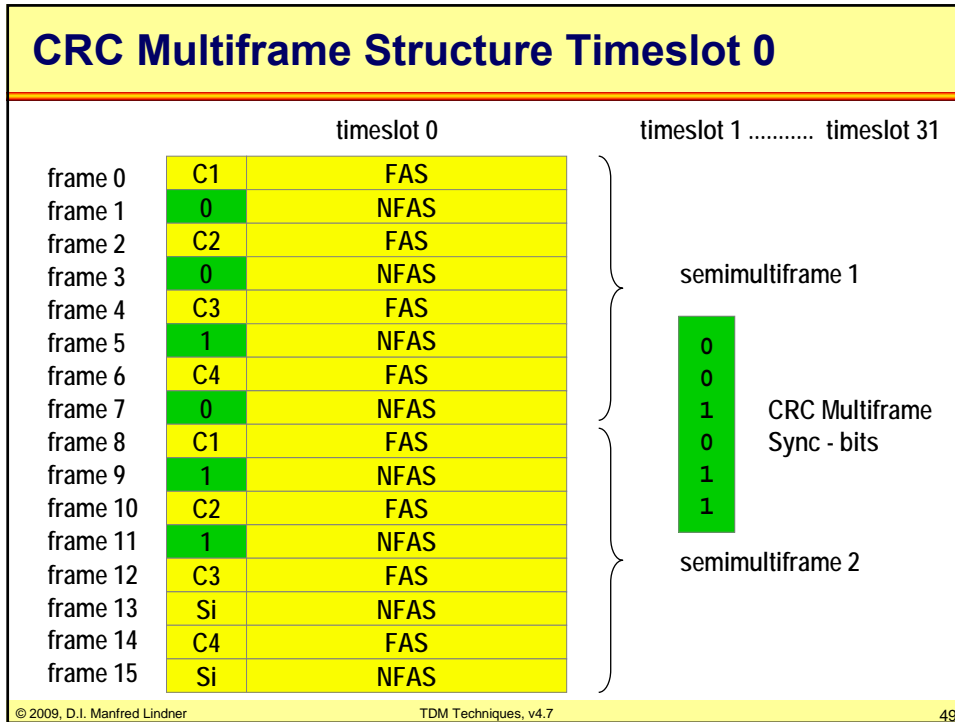 CRC Multiframe Structure Timeslot 0
timeslot 0 timeslot 1 ........... timeslot 31
frame 0 C1 FAS
frame 1 0 NFAS
frame 2 C2 FAS
frame 3 0 NFAS
semimultiframe 1
frame 4 C3 FAS
frame 5 1 NFAS
0
frame 6 C4 FAS
0
frame 7 0 NFAS
1 CRC Multiframe
frame 8 C1 FAS
0 Sync - bits
frame 9 1 NFAS
1
frame 10 C2 FAS
1
frame 11 1 NFAS
semimultiframe 2
frame 12 C3 FAS
frame 13 Si NFAS
frame 14 C4 FAS
frame 15 Si NFAS
© 2009, D.I. Manfred Lindner TDM Techniques, v4.7 49